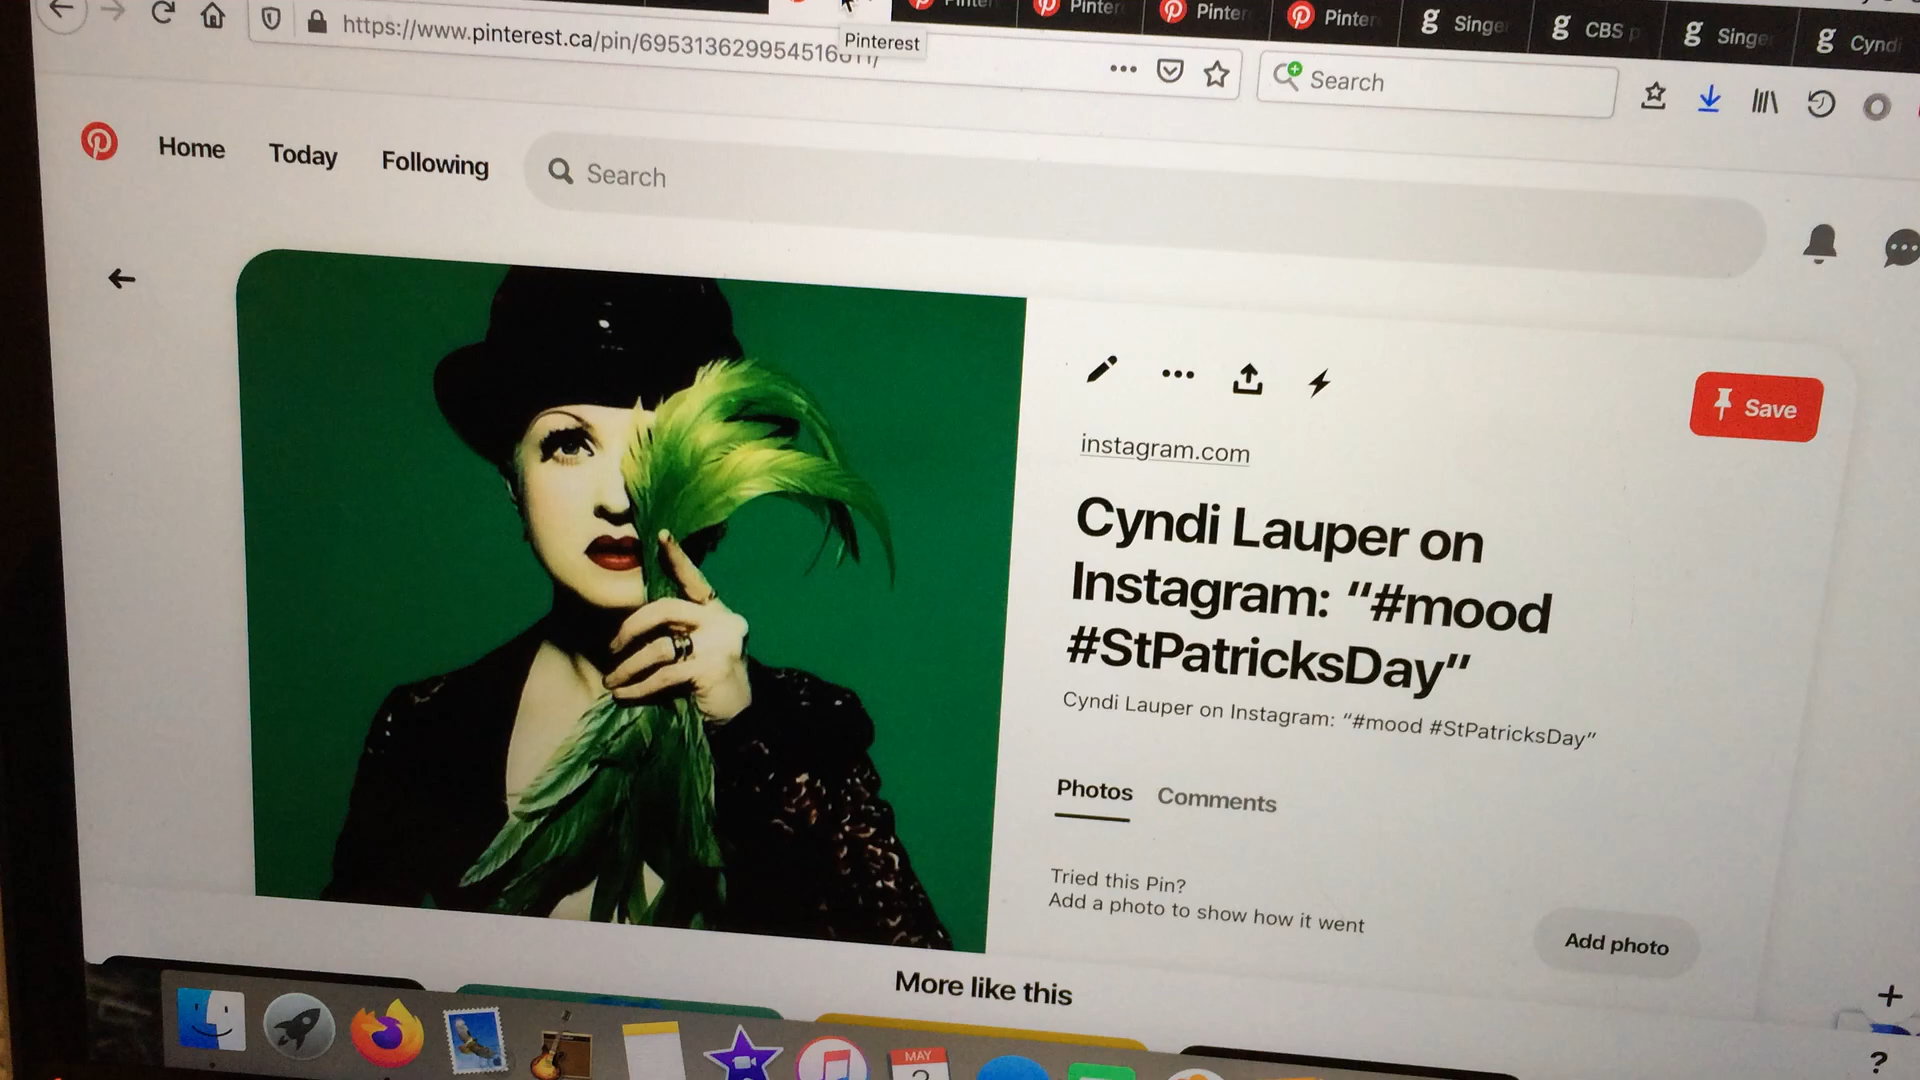 Pinter
Pinter
Pinter
Singe
CBS
Singe
Cyndi
https://www.pinterest.ca/pin/69531362995451
Pinterest
Search
Home
Today
Following
Search
Save
instagram.com
Cyndi Lauper on
Instagram: “#mood
#StPatricksDay”
Cyndi Lauper on Instagram: “#mood #StPatricksDay”
Photos
Comments
Tried this Pin?
Add a photo to show how it went
Add photo
More like this
MAY
?